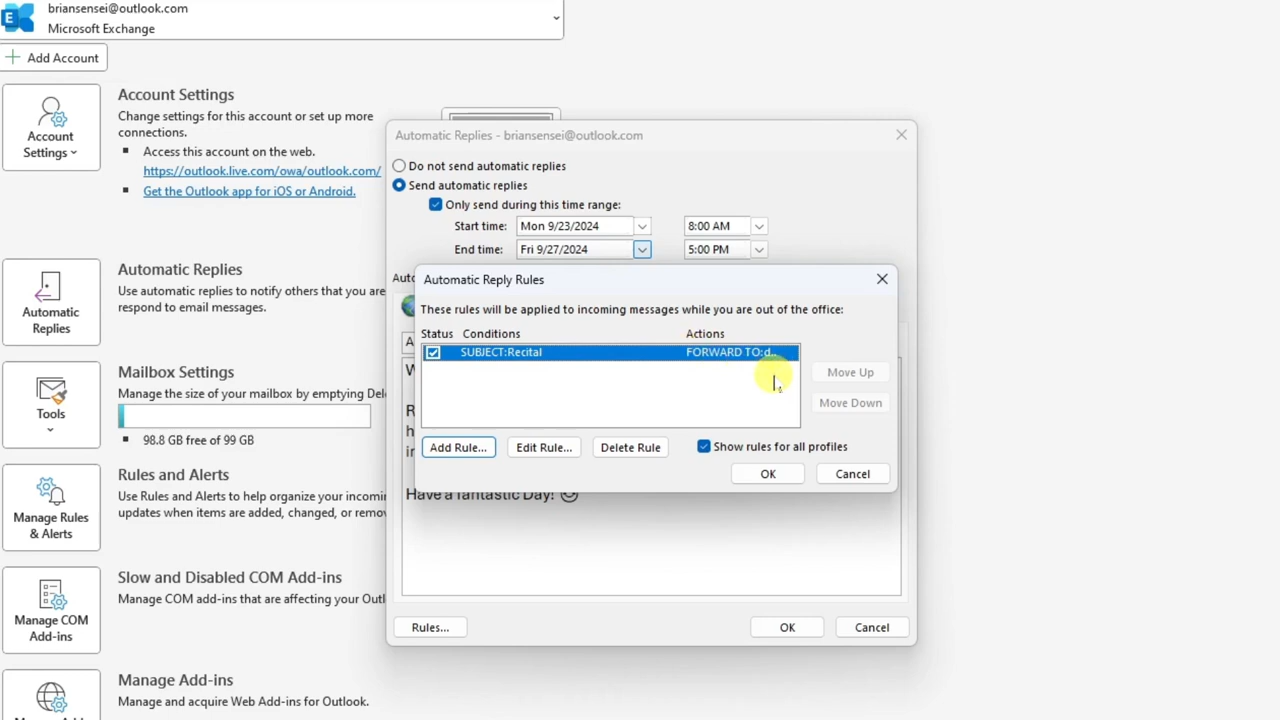 briansensei@outlook.com
Microsoft Exchange
Add Account
Account Settings
Account Settings
Change settings for this account or set up more
connections.
Access this account on the web.
https://outlook.live.com/owa/outlook.com/
Get the Outlook app for iOS or Android.
Automatic Replies
Automatic Replies
Use automatic replies to notify others that you are
respond to email messages.
Tools
Mailbox Settings
Manage the size of your mailbox by emptying Del
98.8 GB free of 99 GB
Manage Rules
& Alerts
Rules and Alerts
Use Rules and Alerts to help organize your incomin
updates when items are added, changed, or remov
Manage COM
Add-ins
Slow and Disabled COM Add-ins
Manage COM add-ins that are affecting your Outl
Manage Add-ins
Manage and acquire Web Add-ins for Outlook.
Automatic Replies - briansensei@outlook.com
Do not send automatic replies
Send automatic replies
Only send during this time range:
Start time: Mon 9/23/2024 8:00 AM
End time: Fri 9/27/2024 5:00 PM
Auto
Automatic Reply Rules
These rules will be applied to incoming messages while you are out of the office:
Status Conditions Actions
SUBJECT:Recital FORWARD TO:d..
Move Up
Move Down
Add Rule... Edit Rule... Delete Rule Show rules for all profiles
OK Cancel
Have a fantastic Day!
Rules... OK Cancel